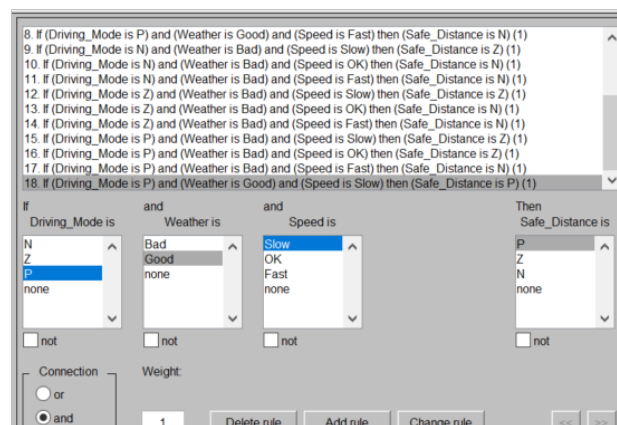 8. If (Driving_Mode is P) and (Weather is Good) and (Speed is Fast) then (Safe_Distance is N) (1)
9. If (Driving_Mode is N) and (Weather is Bad) and (Speed is Slow) then (Safe_Distance is Z) (1)
10. If (Driving_Mode is N) and (Weather is Bad) and (Speed is OK) then (Safe_Distance is N) (1)
11. If (Driving_Mode is N) and (Weather is Bad) and (Speed is Fast) then (Safe_Distance is N) (1)
12. If (Driving_Mode is Z) and (Weather is Bad) and (Speed is Slow) then (Safe_Distance is Z) (1)
13. If (Driving_Mode is Z) and (Weather is Bad) and (Speed is OK) then (Safe_Distance is N) (1)
14. If (Driving_Mode is Z) and (Weather is Bad) and (Speed is Fast) then (Safe_Distance is N) (1)
15. If (Driving_Mode is P) and (Weather is Bad) and (Speed is Slow) then (Safe_Distance is Z) (1)
16. If (Driving_Mode is P) and (Weather is Bad) and (Speed is OK) then (Safe_Distance is Z) (1)
17. If (Driving_Mode is P) and (Weather is Bad) and (Speed is Fast) then (Safe_Distance is N) (1)
18. If (Driving_Mode is P) and (Weather is Good) and (Speed is Slow) then (Safe_Distance is P) (1)
If and and Then
Driving_Mode is Weather is Speed is Safe_Distance is
N Bad Slow P
Z Good OK Z
P none Fast N
none none none
not not not not
Connection Weight:
or
and 1 Delete rule Add rule Change rule << >>